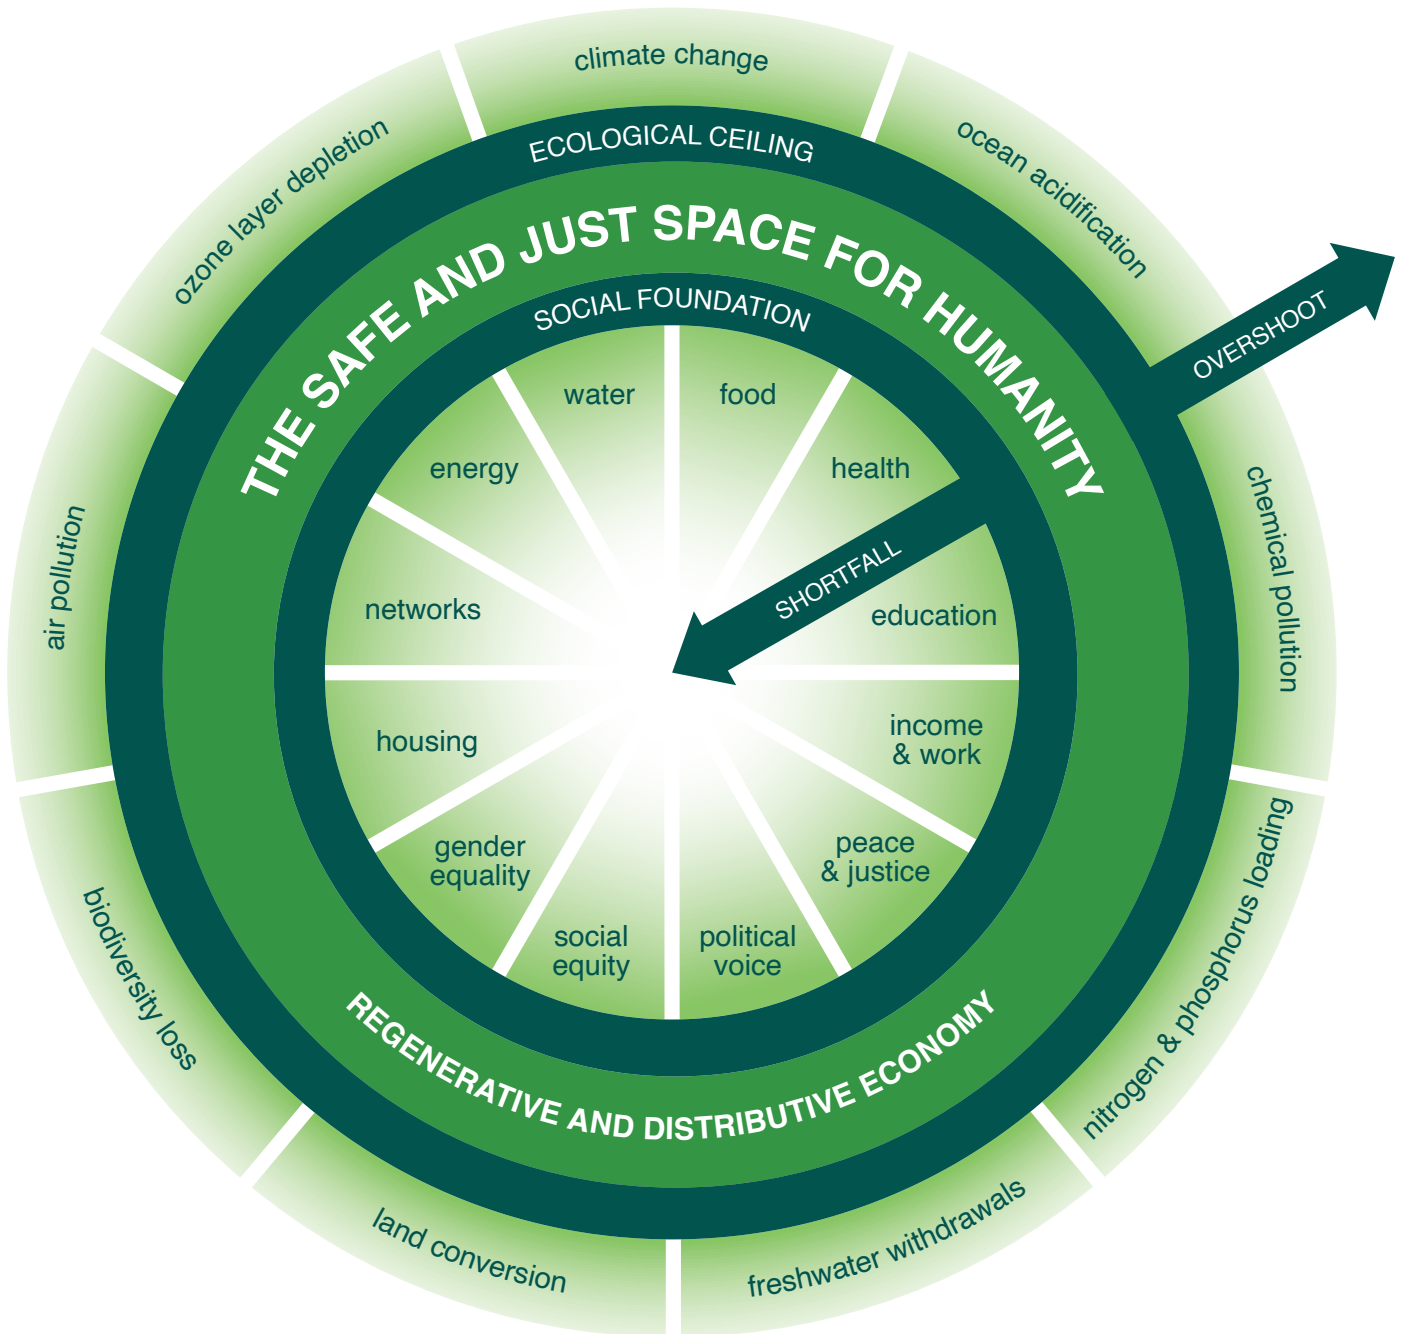 climate change
ocean acidification
chemical pollution
nitrogen & phosphorus loading
freshwater withdrawals
land conversion
biodiversity loss
air pollution
ozone layer depletion
ECOLOGICAL CEILING
OVERSHOOT
THE SAFE AND JUST SPACE FOR HUMANITY
SOCIAL FOUNDATION
water
food
health
SHORTFALL
education
income
& work
peace
& justice
political
voice
social
equity
gender
equality
housing
networks
energy
REGENERATIVE AND DISTRIBUTIVE ECONOMY